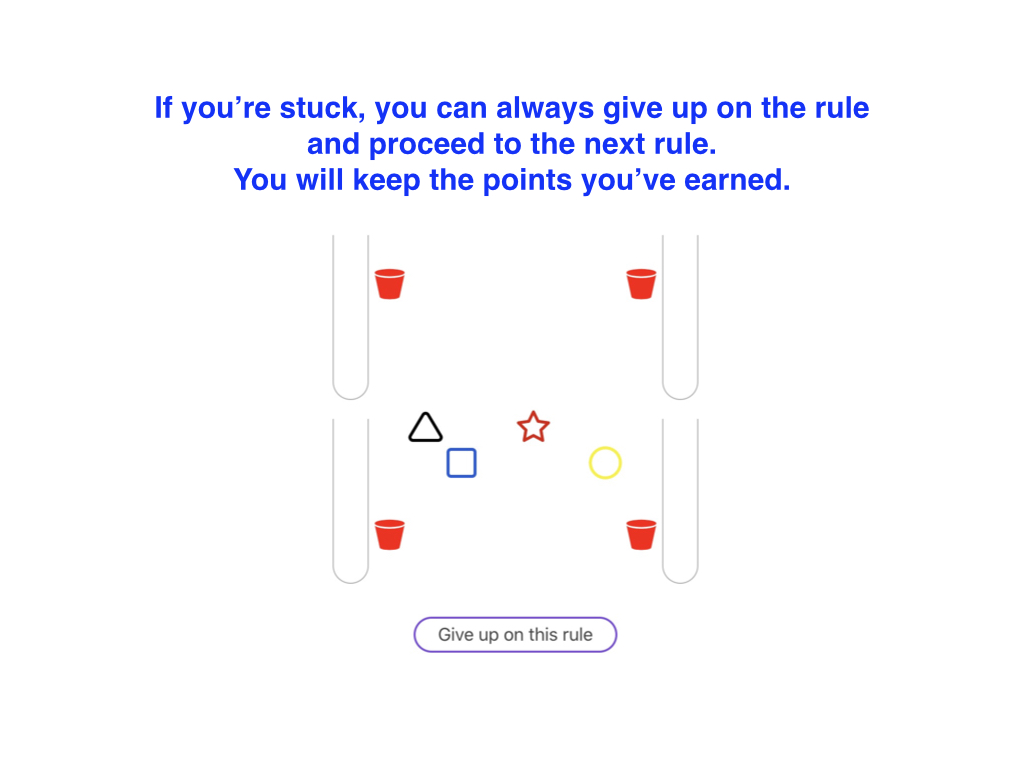 If you’re stuck, you can always give up on the rule
and proceed to the next rule.
You will keep the points you’ve earned.
Give up on this rule